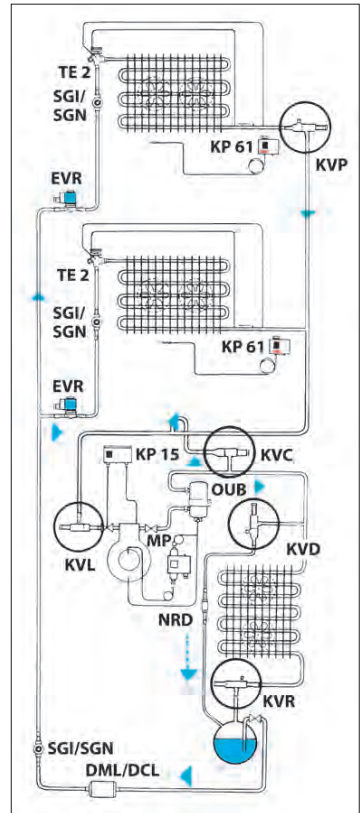 TE 2
SGI/
SGN
KP 61
KVP
EVR
TE 2
SGI/
SGN
KP 61
EVR
KP 15
KVC
OUB
KVL
MP
KVD
NRD
KVR
SGI/SGN
DML/DCL